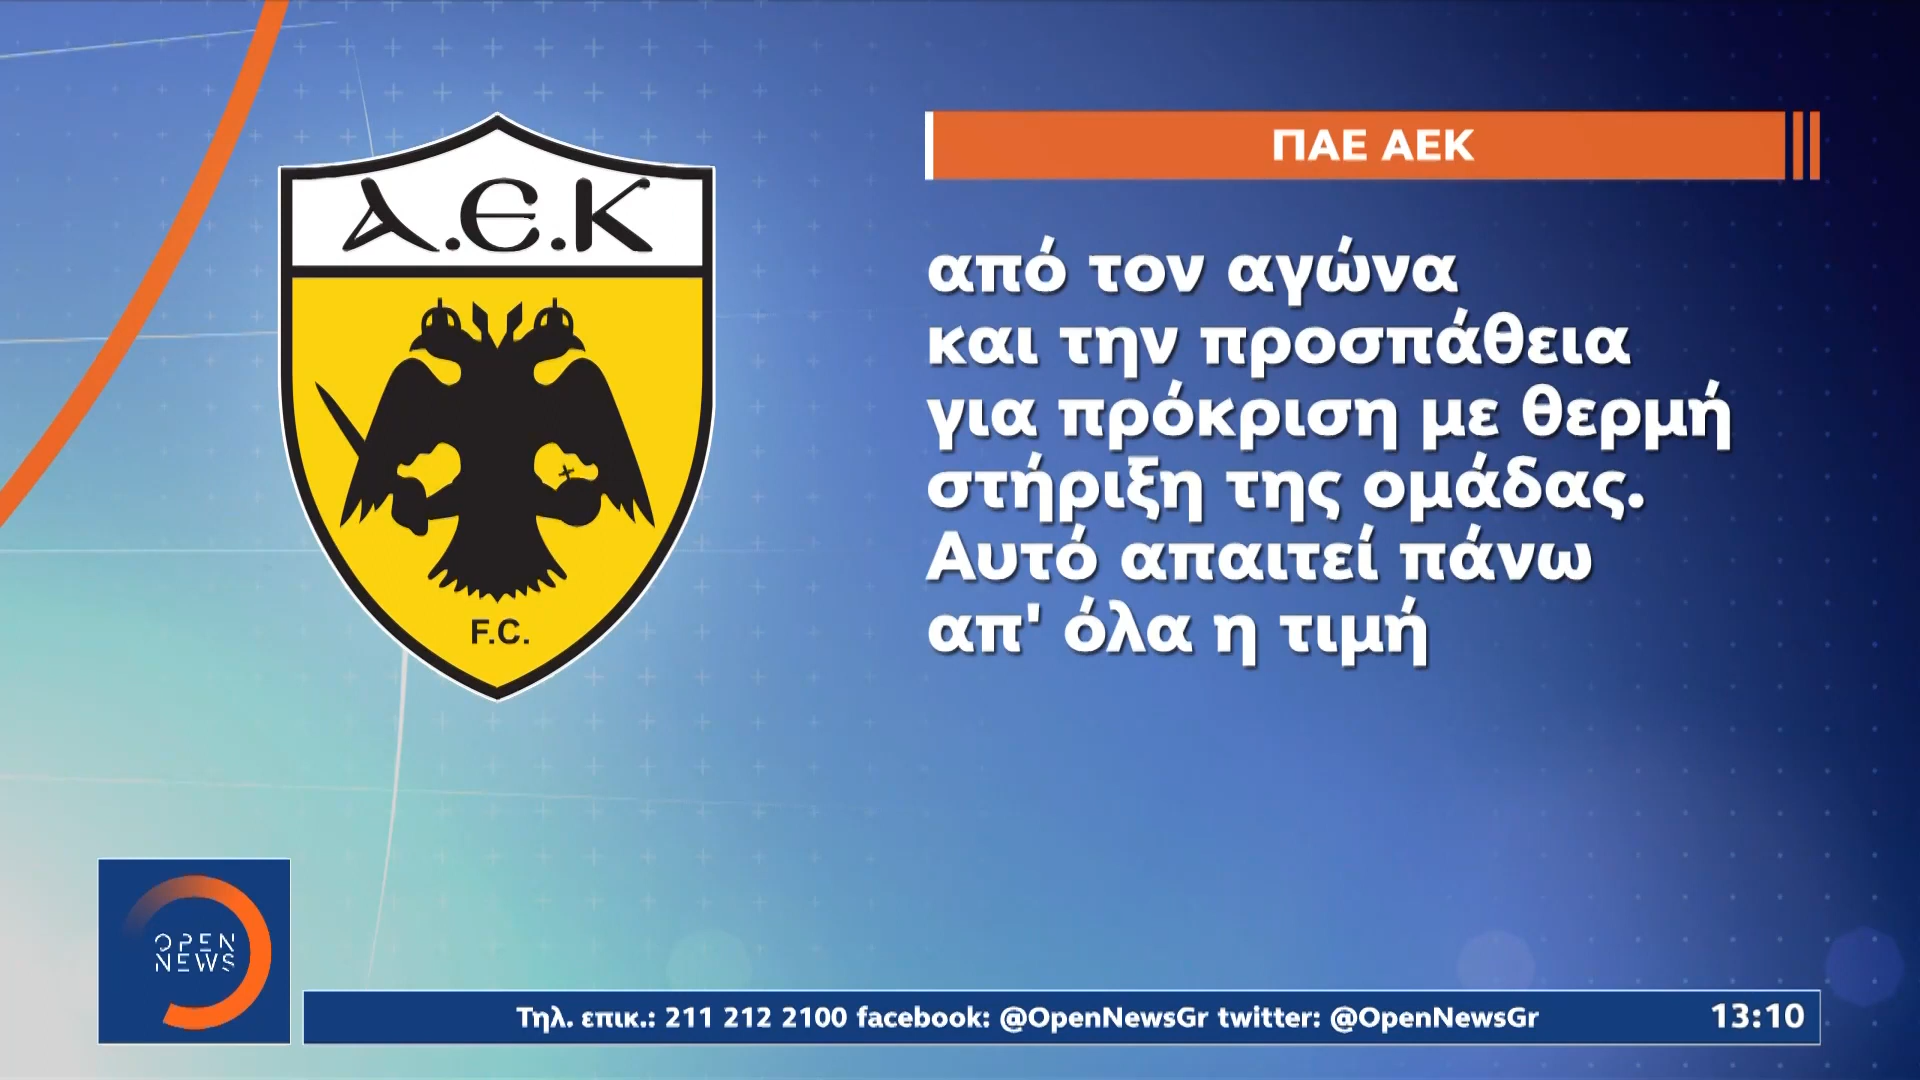 Α.Є.Κ
F.C.
ΠΑΕ ΑΕΚ
από τον αγώνα
και την προσπάθεια
για πρόκριση με θερμή
στήριξη της ομάδας.
Αυτό απαιτεί πάνω
απ' όλα η τιμή
OPEN
NEWS
Τηλ. επικ.: 211 212 2100 facebook: @OpenNewsGr twitter: @OpenNewsGr
13:10